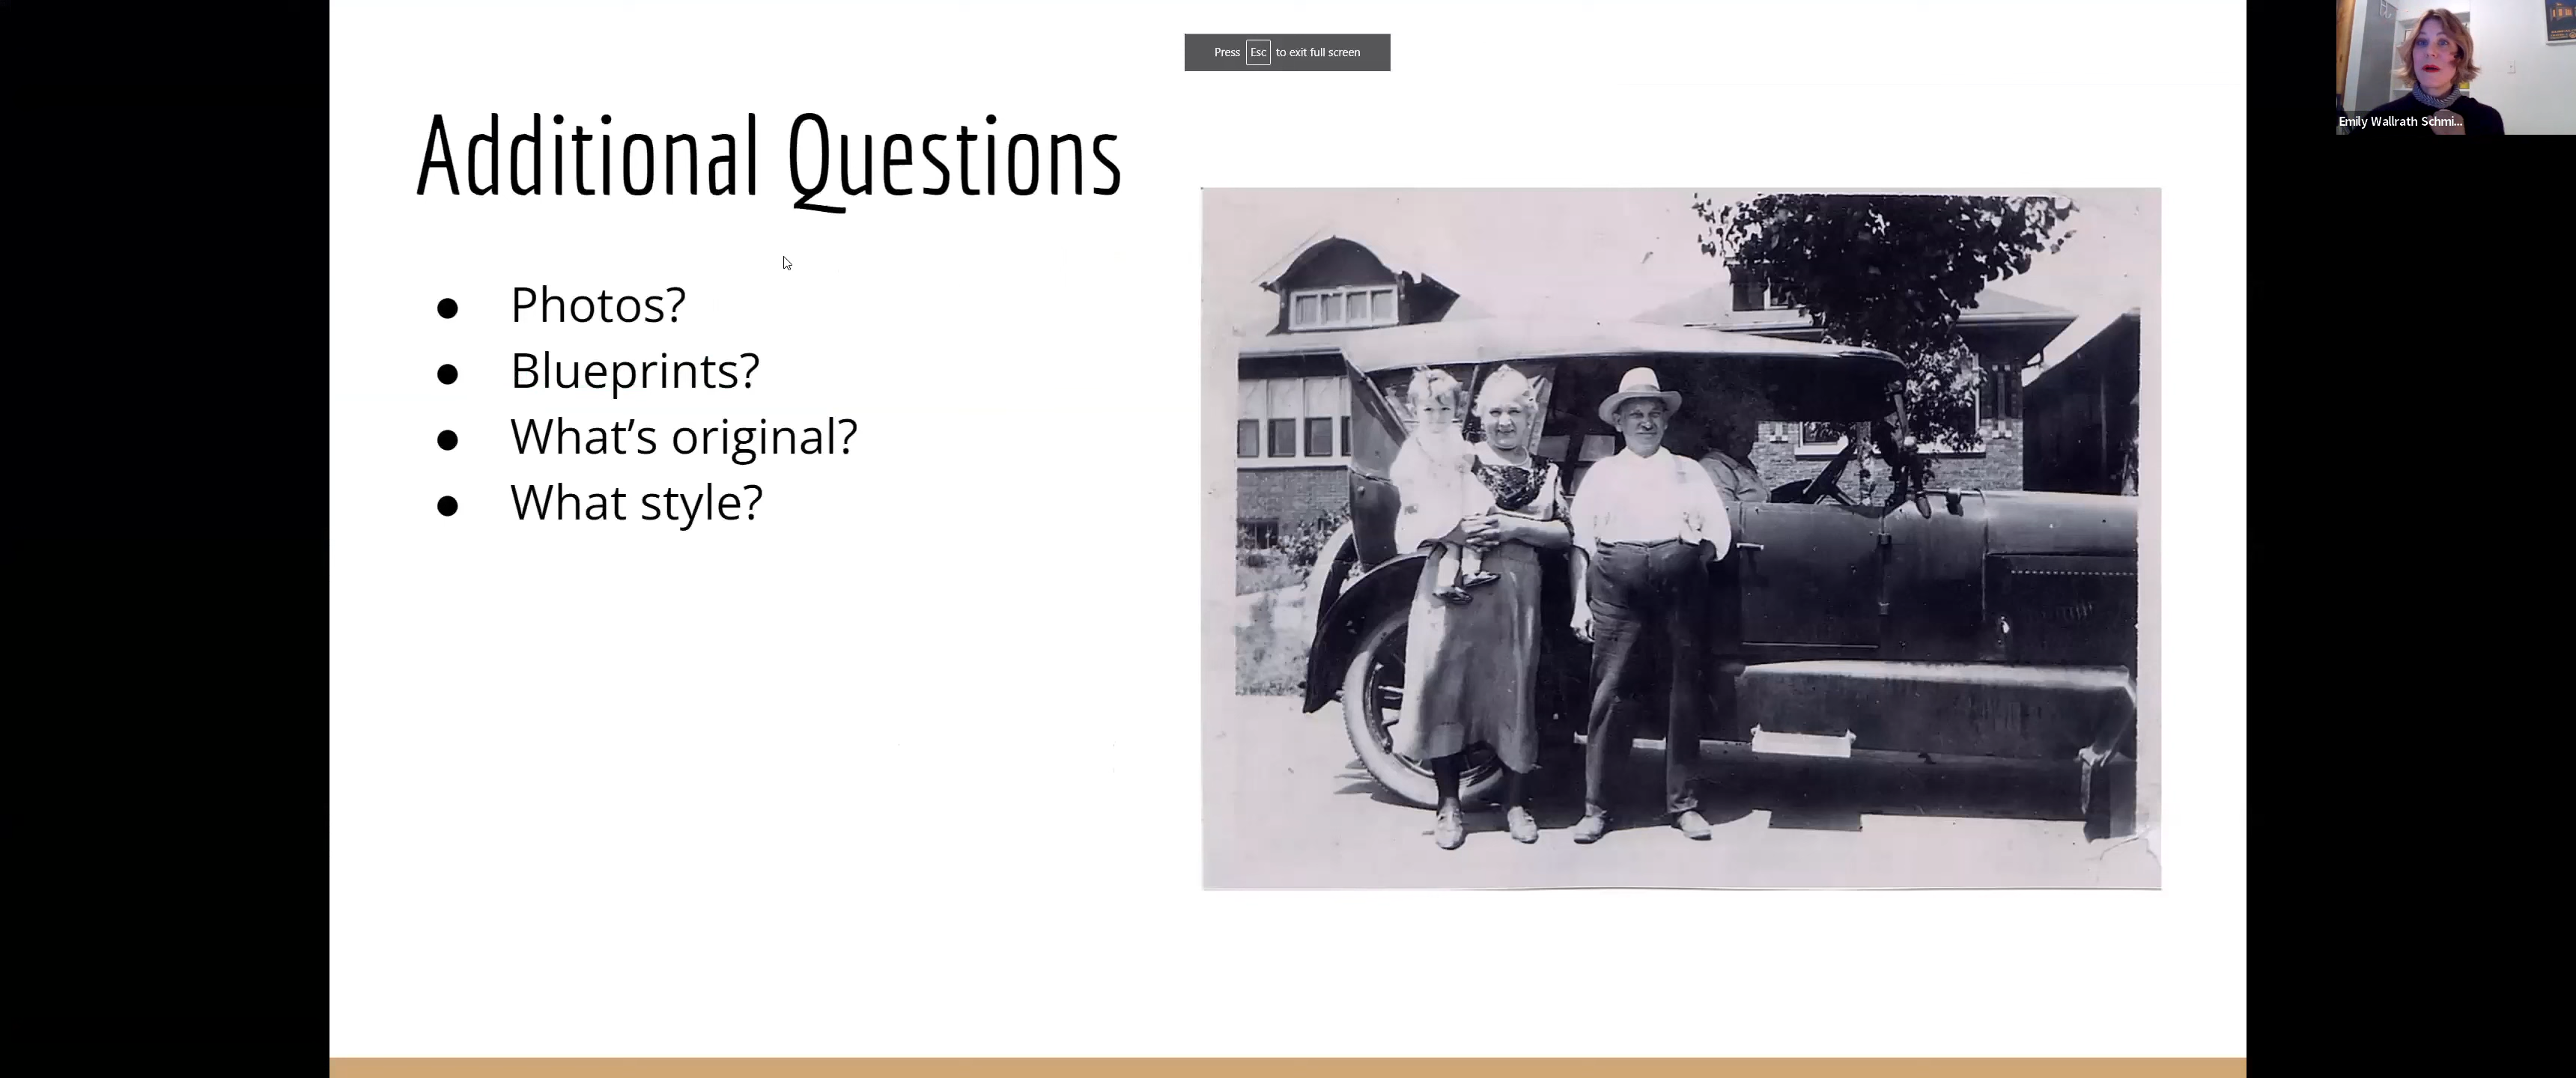 Press Esc to exit full screen
Emily Wallrath Schmi...
Additional Questions
● Photos?
● Blueprints?
● What’s original?
● What style?